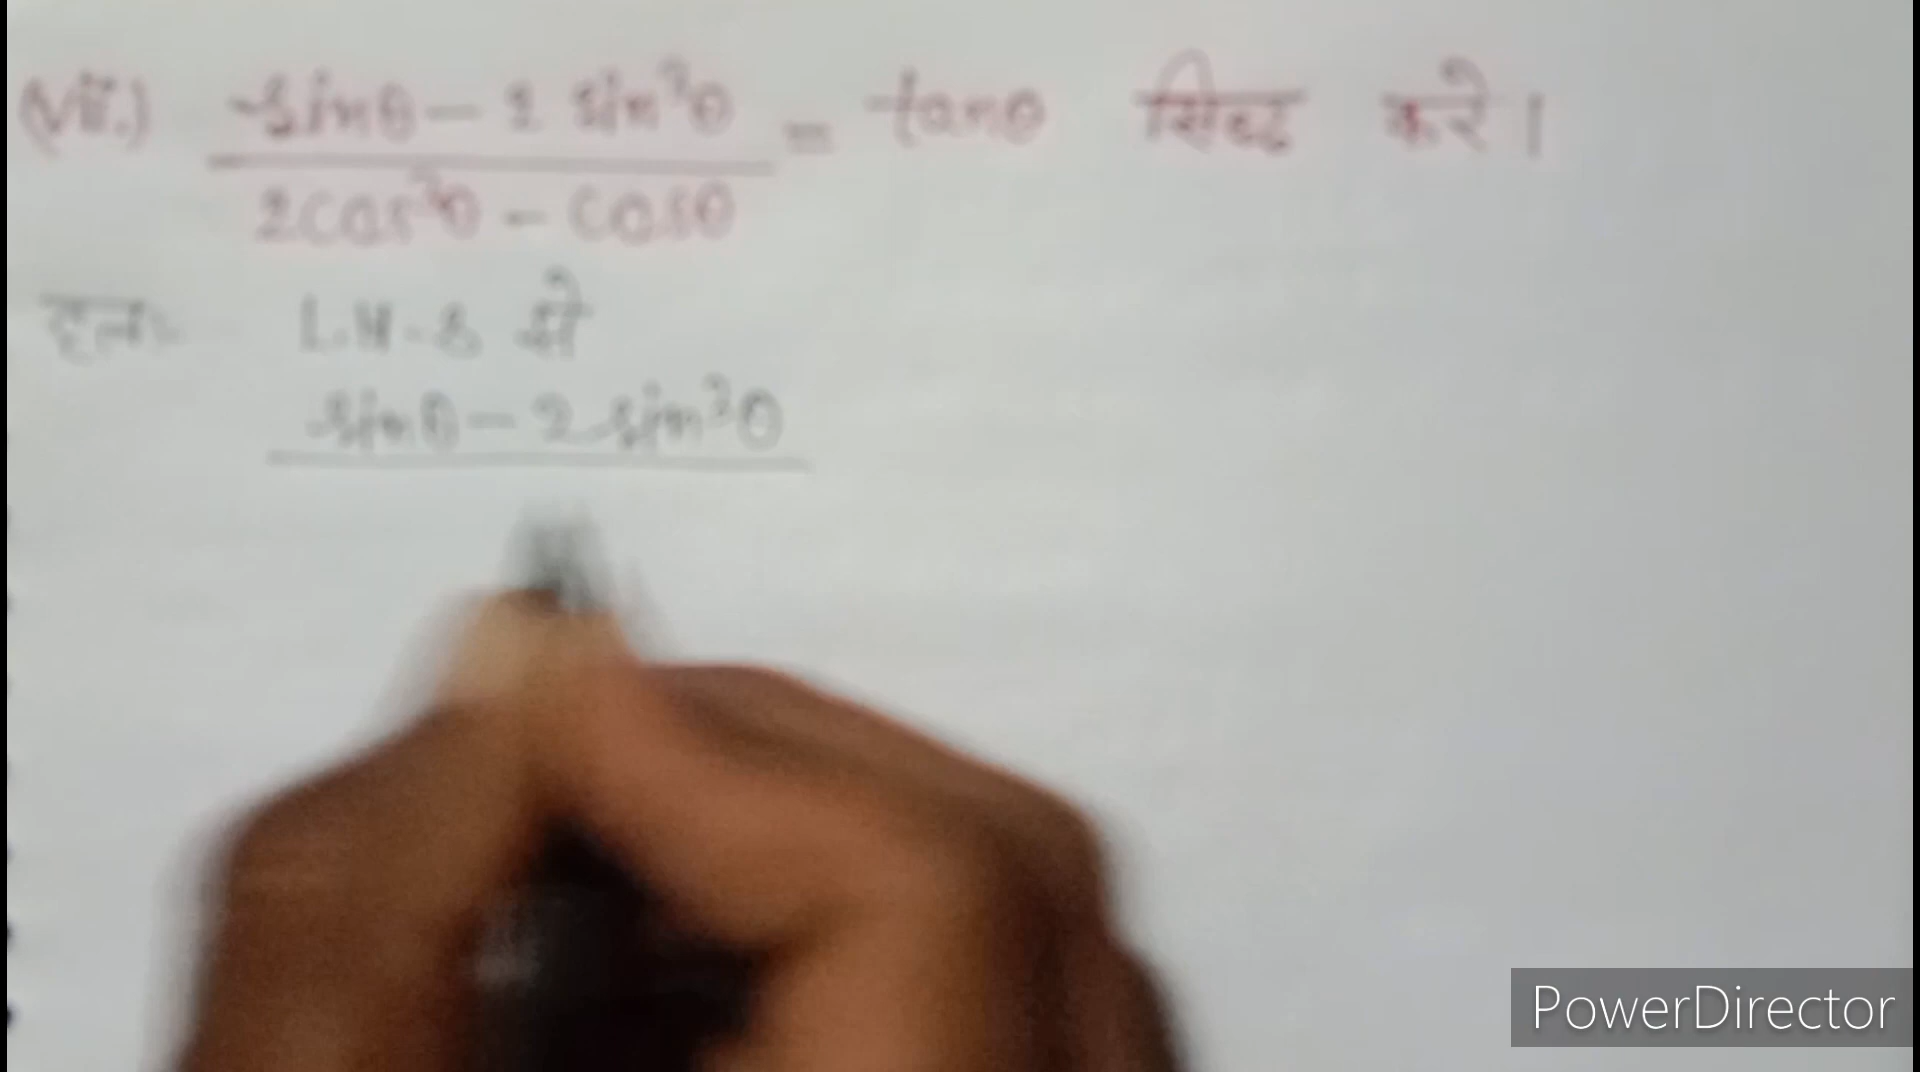 (vii.) sinθ - 2 sin³θ / 2cos³θ - cosθ = tanθ सिद्ध करे।
हल:- L.H.S से
sinθ - 2 sin³θ
PowerDirector